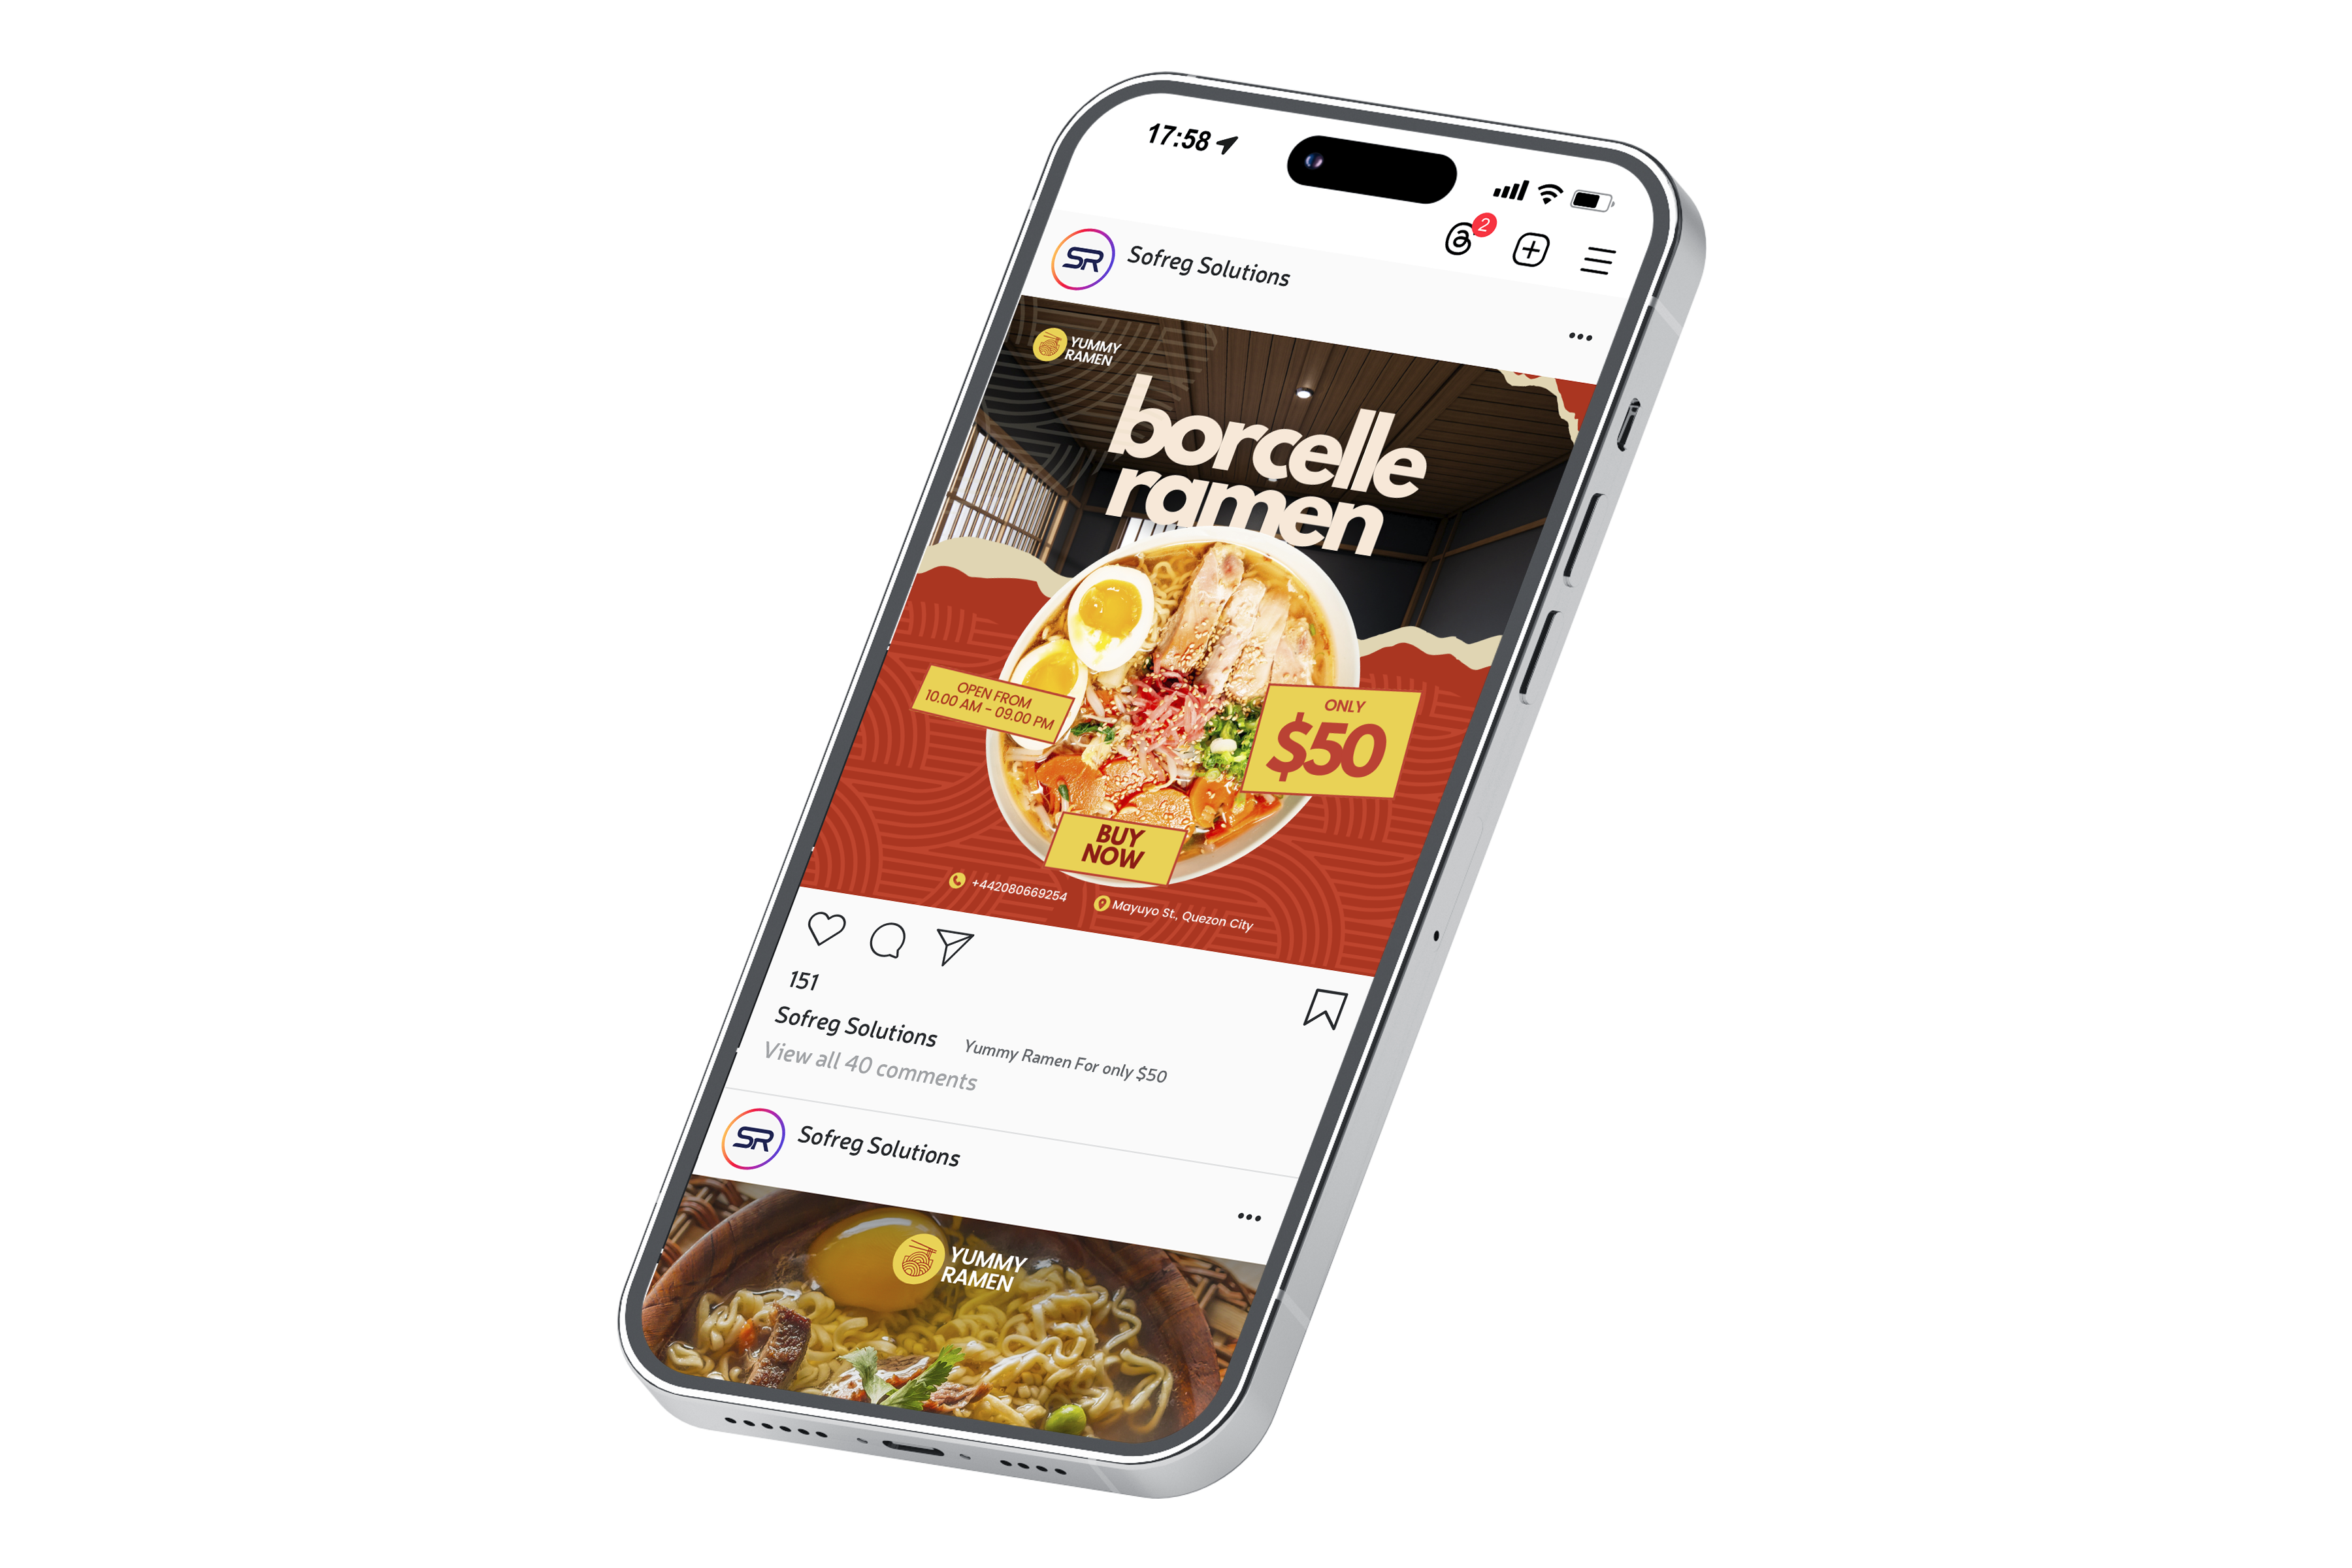 17:58
2
SR
Sofreg Solutions
YUMMY
RAMEN
borcelle
ramen
OPEN FROM
10.00 AM - 09.00 PM
ONLY
$50
BUY
NOW
+442080669254
Mayuyo St., Quezon City
151
Sofreg Solutions
Yummy Ramen For only $50
View all 40 comments
SR
Sofreg Solutions
YUMMY
RAMEN